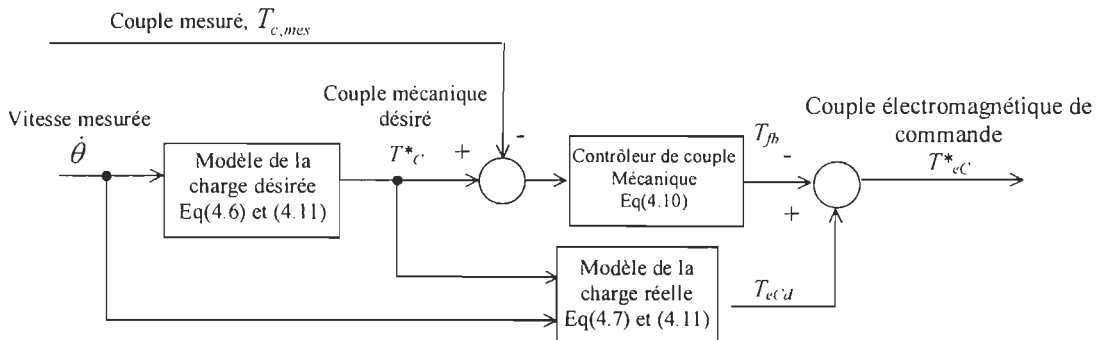 Couple mesuré, T_c,mes
-
Couple mécanique
désiré
T*_C
+
Vitesse mesurée
θ̇
Modèle de la
charge désirée
Eq(4.6) et (4.11)
Contrôleur de couple
Mécanique
Eq(4.10)
T_fb
-
+
Couple électromagnétique de
commande
T*_eC
Modèle de la
charge réelle
Eq(4.7) et (4.11)
T_eCd